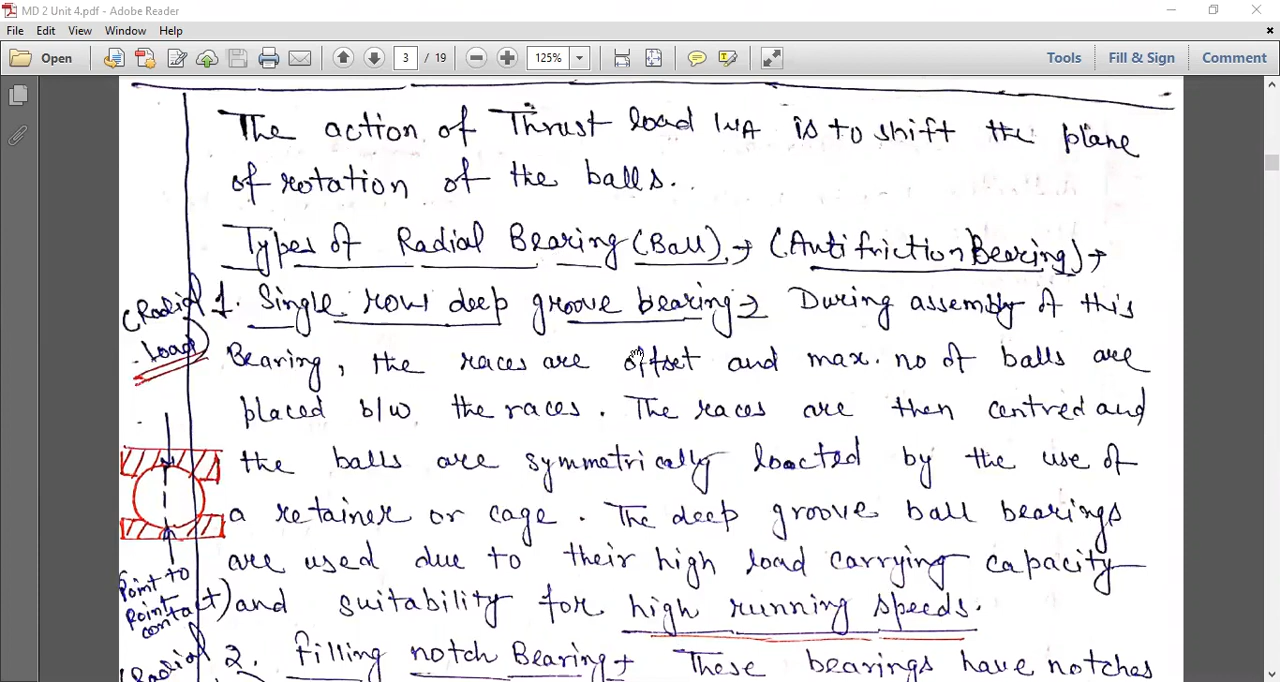 MD 2 Unit 4.pdf - Adobe Reader
File Edit View Window Help
Open 3 / 19 125% Tools Fill & Sign Comment
The action of Thrust load WA is to shift the plane
of rotation of the balls.
Types of Radial Bearing (Ball) → (Antifriction Bearing) →
(Radial Load)
1. Single row deep groove bearing → During assembly of this
Bearing, the races are offset and max. no of balls are
placed b/w the races. The races are then centred and
the balls are symmetrically loacted by the use of
a retainer or cage. The deep groove ball bearings
are used due to their high load carrying capacity
and suitability for high running speeds.
Point to
Point
contact)
(Radial
2. Filling notch Bearing → These bearings have notches